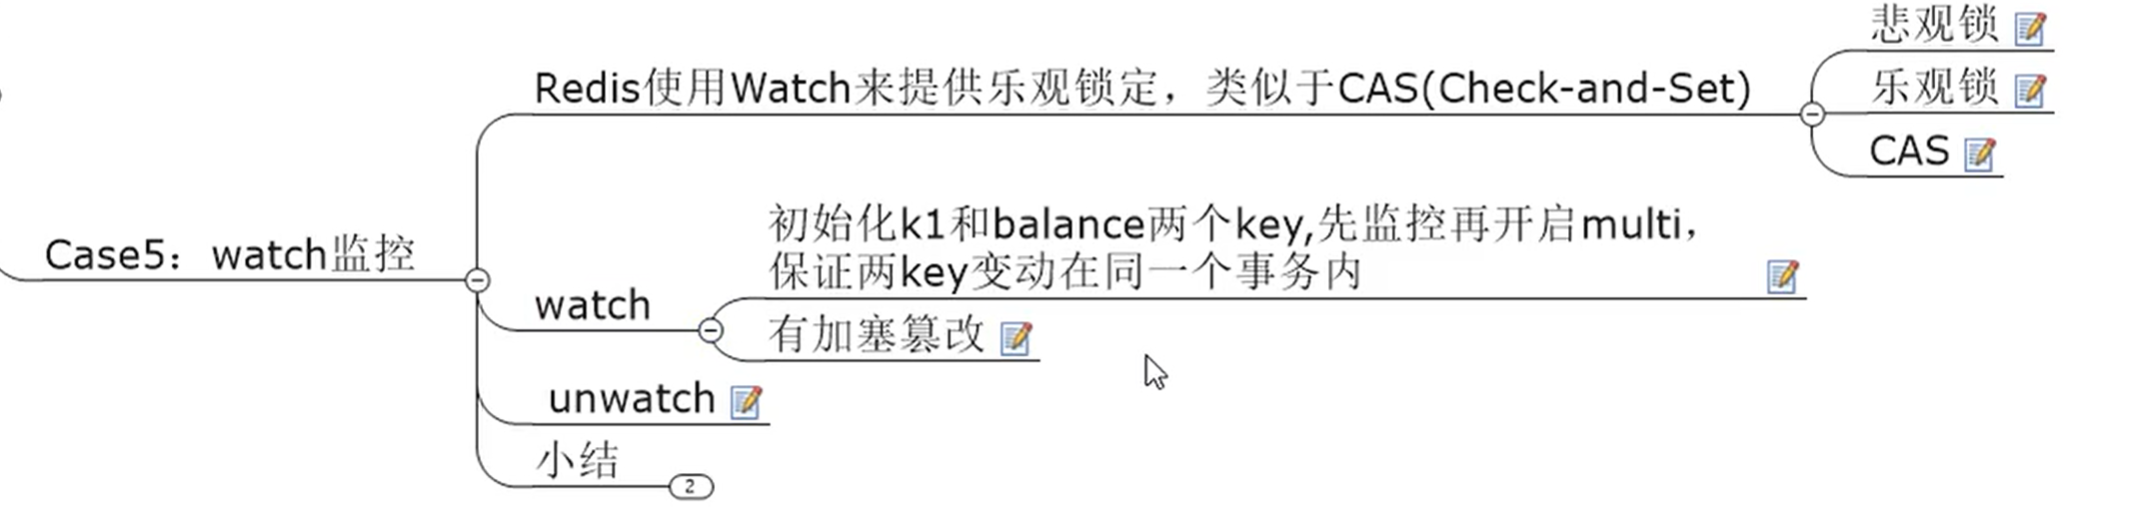 Case5：watch监控
Redis使用Watch来提供乐观锁定，类似于CAS(Check-and-Set)
悲观锁
乐观锁
CAS
watch
初始化k1和balance两个key,先监控再开启multi，
保证两key变动在同一个事务内
有加塞篡改
unwatch
小结
2